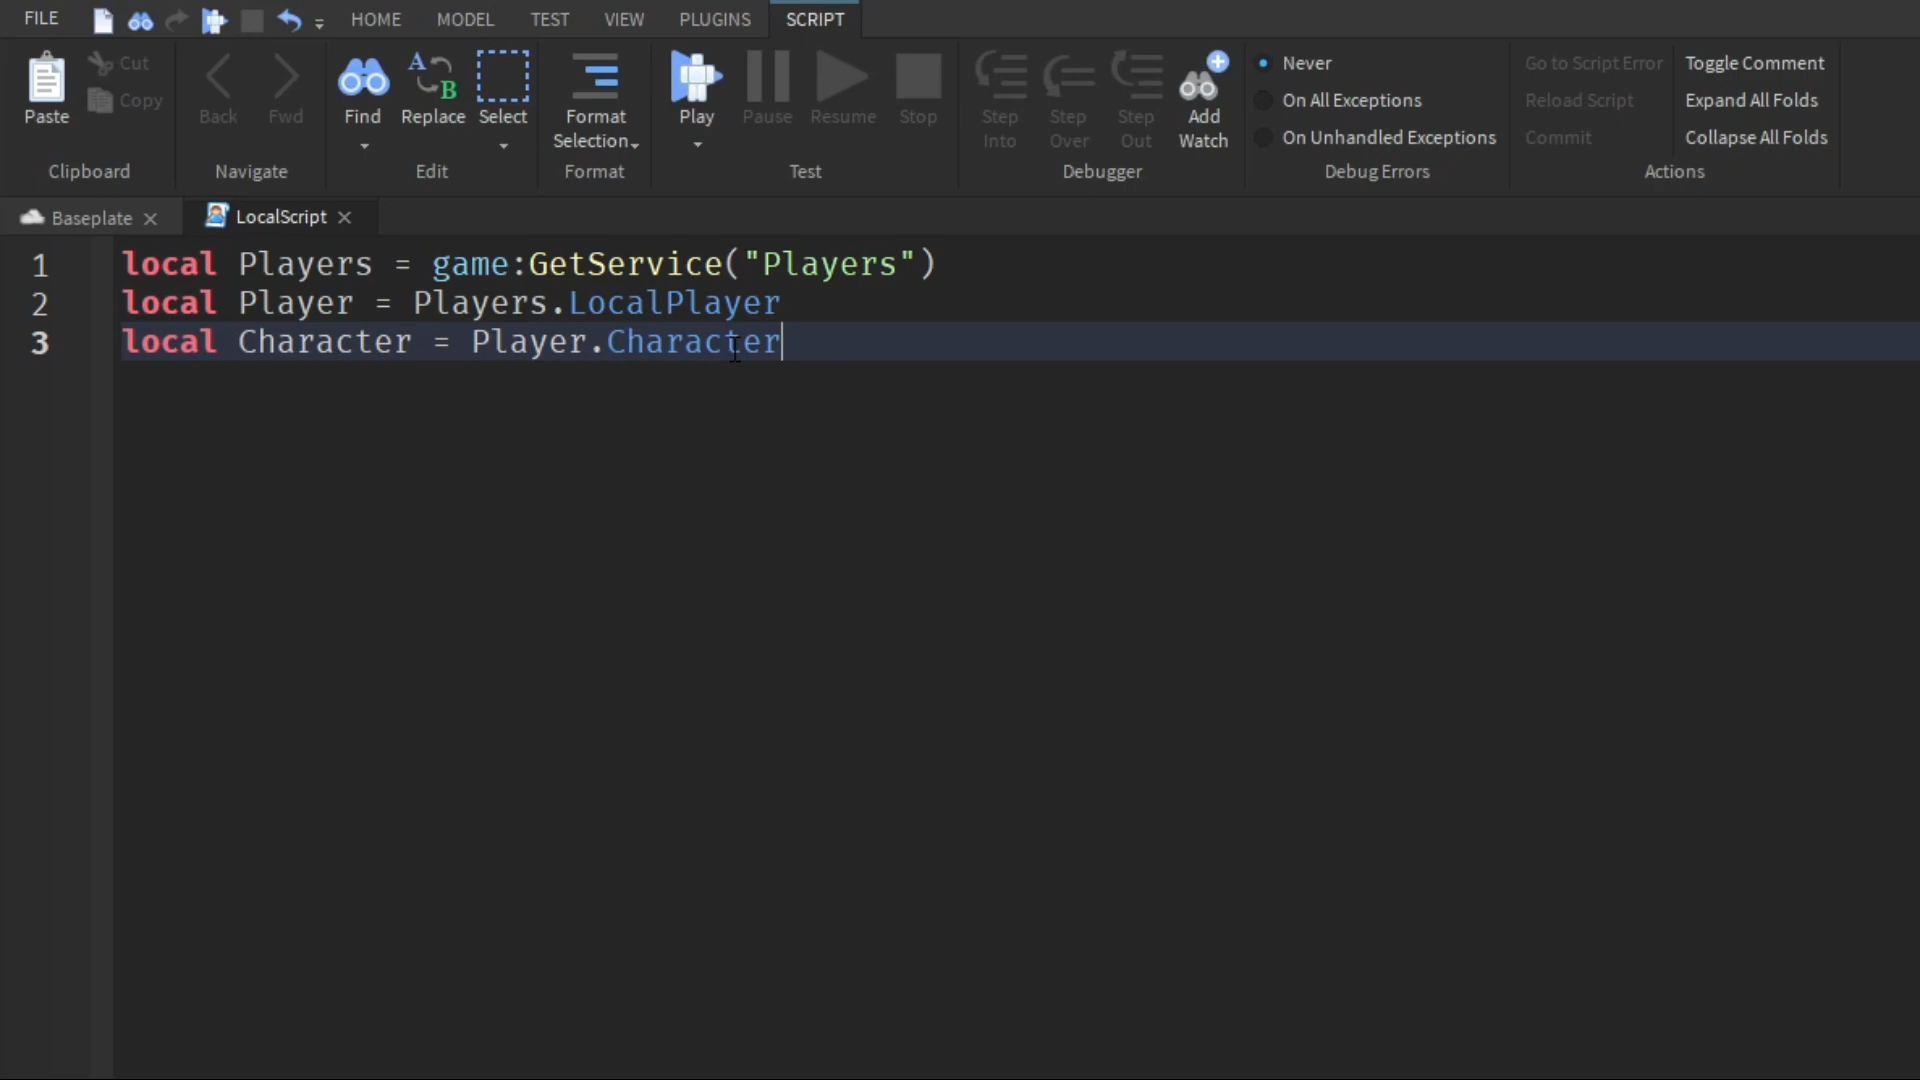 FILE HOME MODEL TEST VIEW PLUGINS SCRIPT
Paste Cut Copy
Clipboard
Back Fwd
Navigate
Find Replace Select
Edit
Format Selection
Format
Play Pause Resume Stop
Test
Step Into Step Over Step Out Add Watch
Debugger
Never
On All Exceptions
On Unhandled Exceptions
Debug Errors
Go to Script Error Toggle Comment
Reload Script Expand All Folds
Commit Collapse All Folds
Actions
Baseplate LocalScript
1 local Players = game:GetService("Players")
2 local Player = Players.LocalPlayer
3 local Character = Player.Character